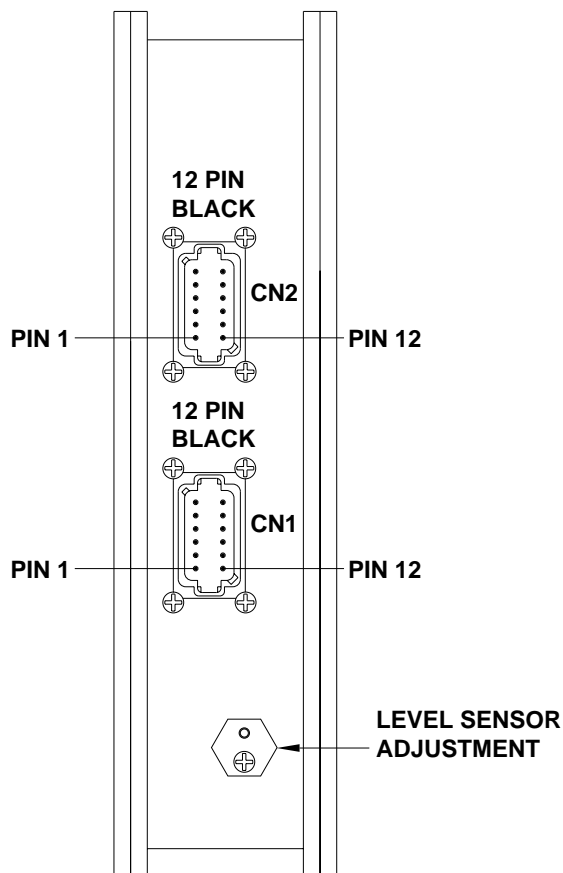 12 PIN
BLACK
CN2
PIN 1
PIN 12
12 PIN
BLACK
CN1
PIN 1
PIN 12
LEVEL SENSOR
ADJUSTMENT